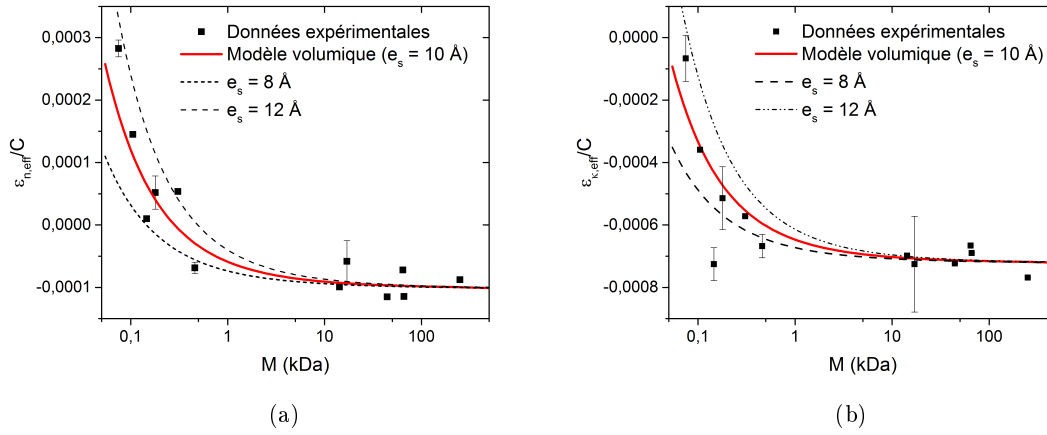 0,0003
0,0002
0,0001
0,0000
-0,0001
ε_n,eff/C
Données expérimentales
Modèle volumique (e_s = 10 Å)
e_s = 8 Å
e_s = 12 Å
0,1 1 10 100
M (kDa)
(a)
0,0000
-0,0002
-0,0004
-0,0006
-0,0008
ε_κ,eff/C
Données expérimentales
Modèle volumique (e_s = 10 Å)
e_s = 8 Å
e_s = 12 Å
0,1 1 10 100
M (kDa)
(b)